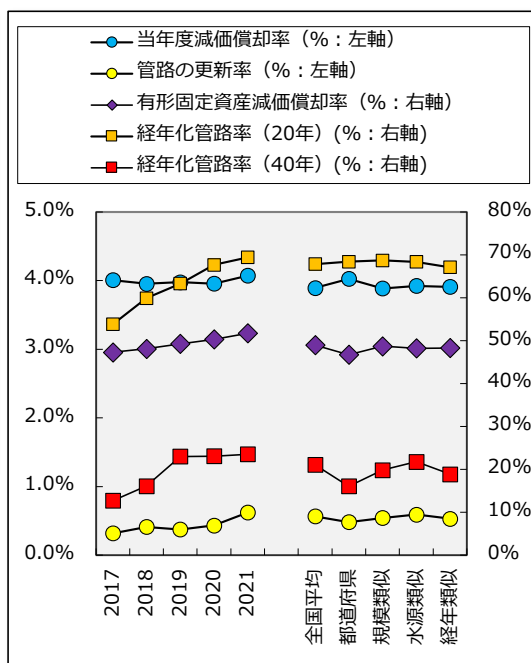 当年度減価償却率（%：左軸）
管路の更新率（%：左軸）
有形固定資産減価償却率（%：右軸）
経年化管路率（20年）(%：右軸)
経年化管路率（40年）(%：右軸)
5.0%
4.0%
3.0%
2.0%
1.0%
0.0%
80%
70%
60%
50%
40%
30%
20%
10%
0%
2017
2018
2019
2020
2021
全国平均
都道府県
規模類似
水源類似
経年類似